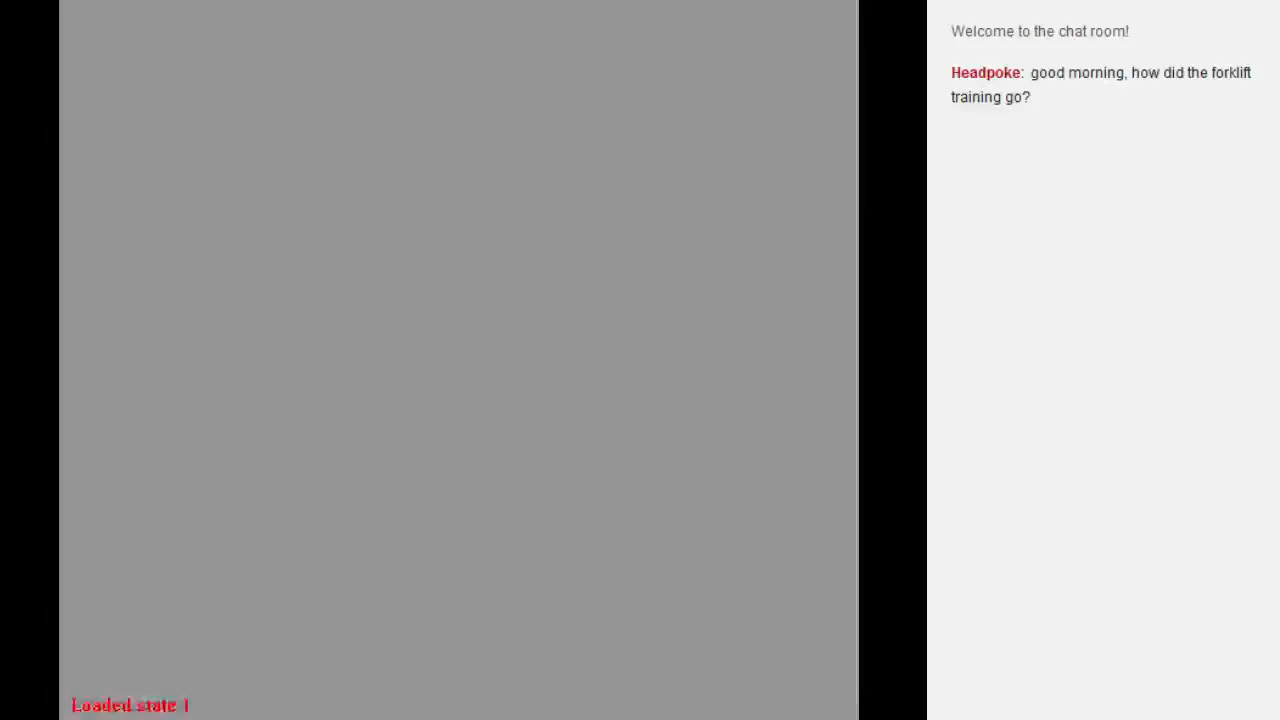 Welcome to the chat room!
Headpoke: good morning, how did the forklift
training go?
Loaded state 1